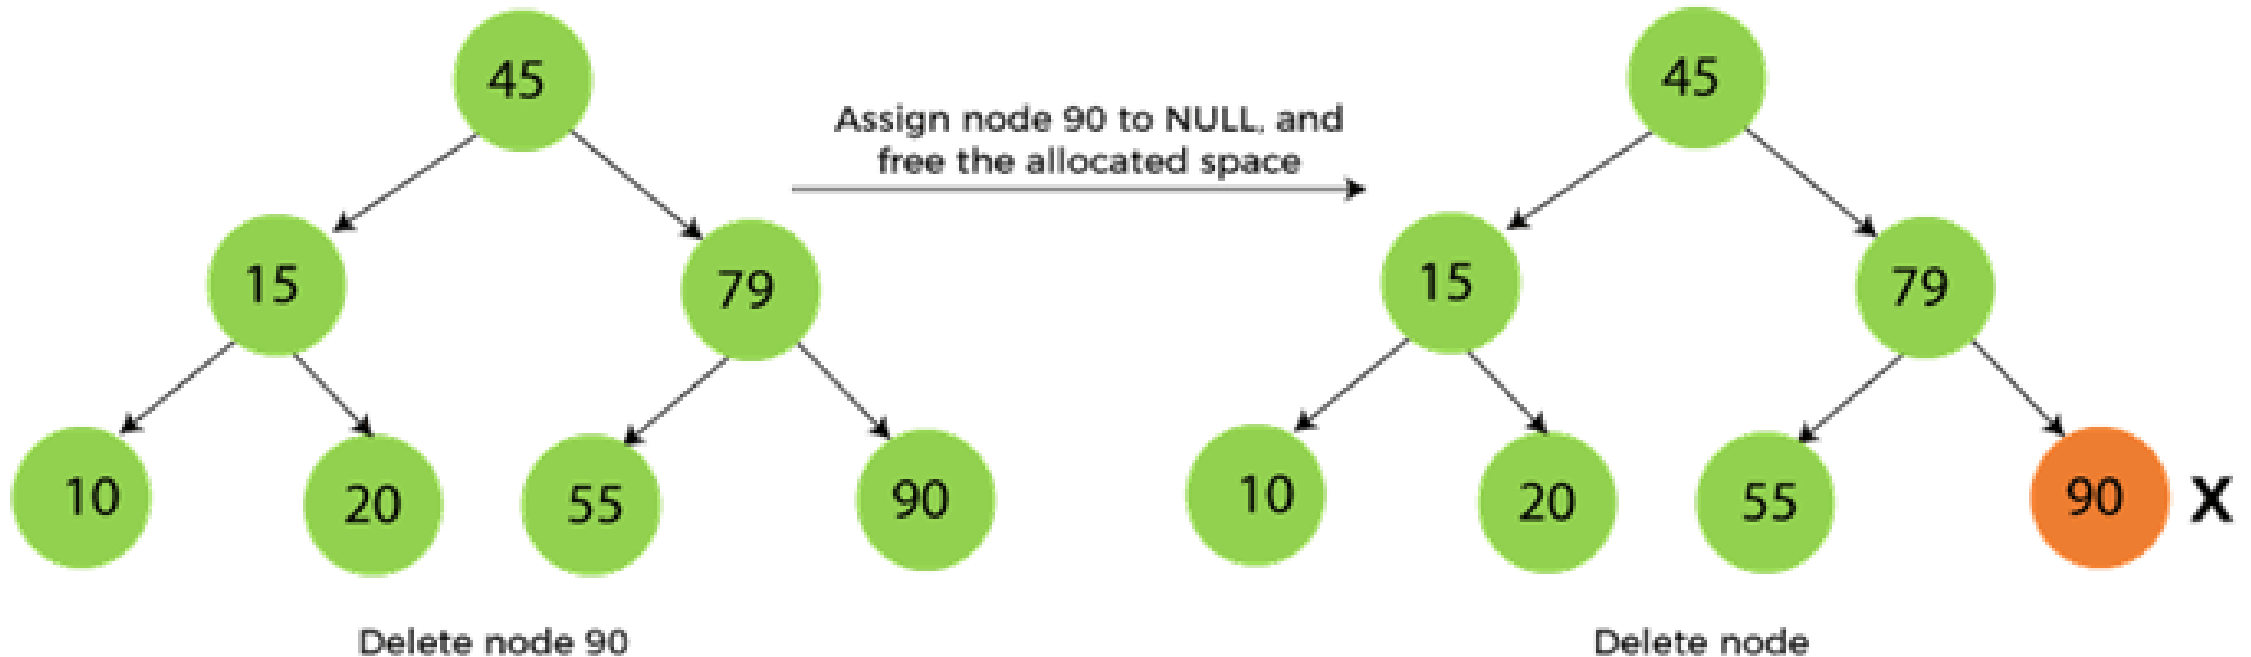 45
45
Assign node 90 to NULL, and
free the allocated space
15
79
15
79
10
20
55
90
10
20
55
90
X
Delete node 90
Delete node